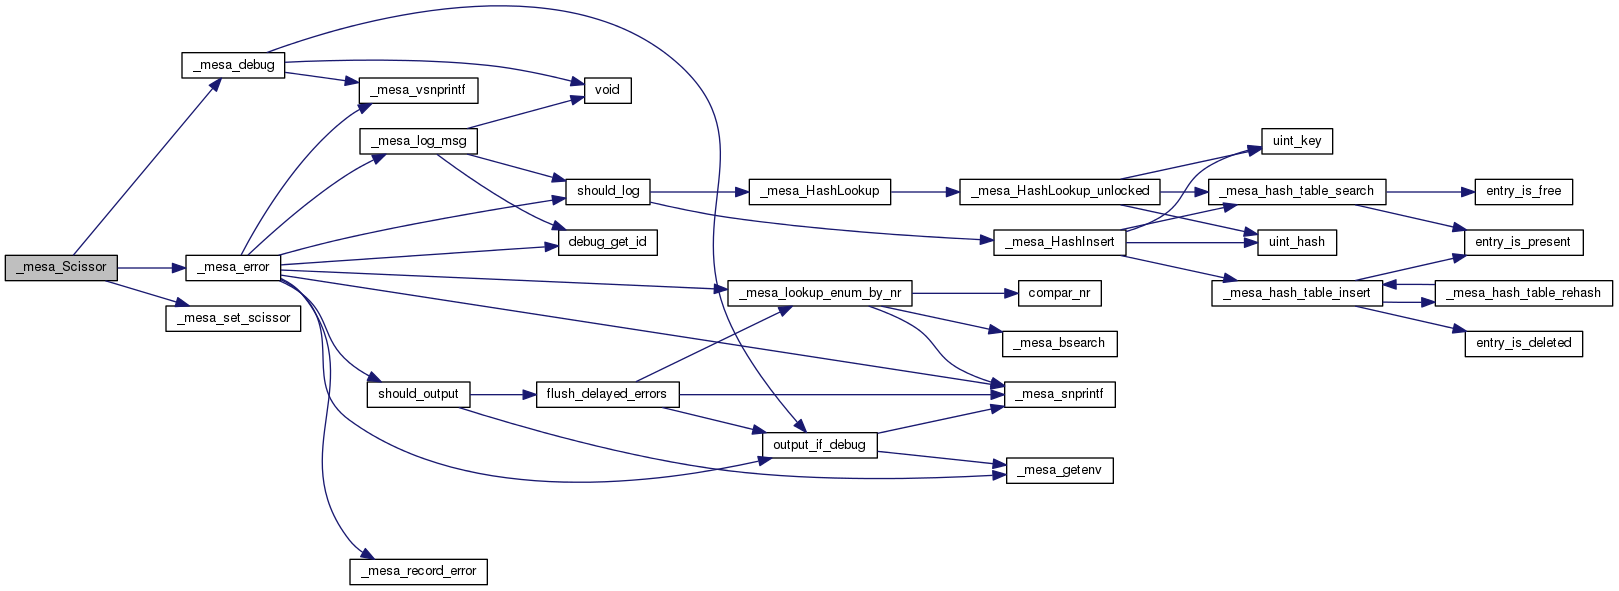 _mesa_debug
_mesa_vsnprintf
void
_mesa_log_msg
uint_key
should_log
_mesa_HashLookup
_mesa_HashLookup_unlocked
_mesa_hash_table_search
entry_is_free
debug_get_id
_mesa_HashInsert
uint_hash
entry_is_present
_mesa_Scissor
_mesa_error
_mesa_lookup_enum_by_nr
compar_nr
_mesa_hash_table_insert
_mesa_hash_table_rehash
_mesa_set_scissor
_mesa_bsearch
entry_is_deleted
should_output
flush_delayed_errors
_mesa_snprintf
output_if_debug
_mesa_getenv
_mesa_record_error